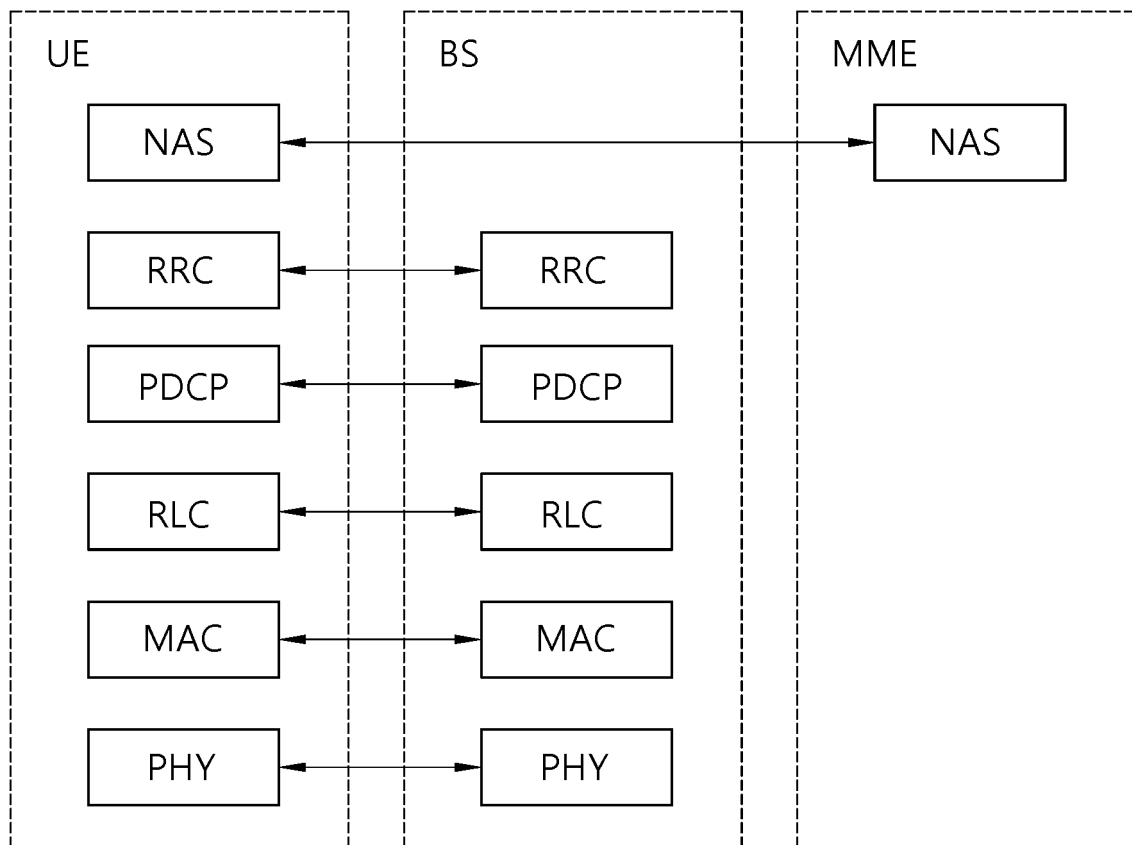 UE BS MME
NAS NAS
RRC RRC
PDCP PDCP
RLC RLC
MAC MAC
PHY PHY